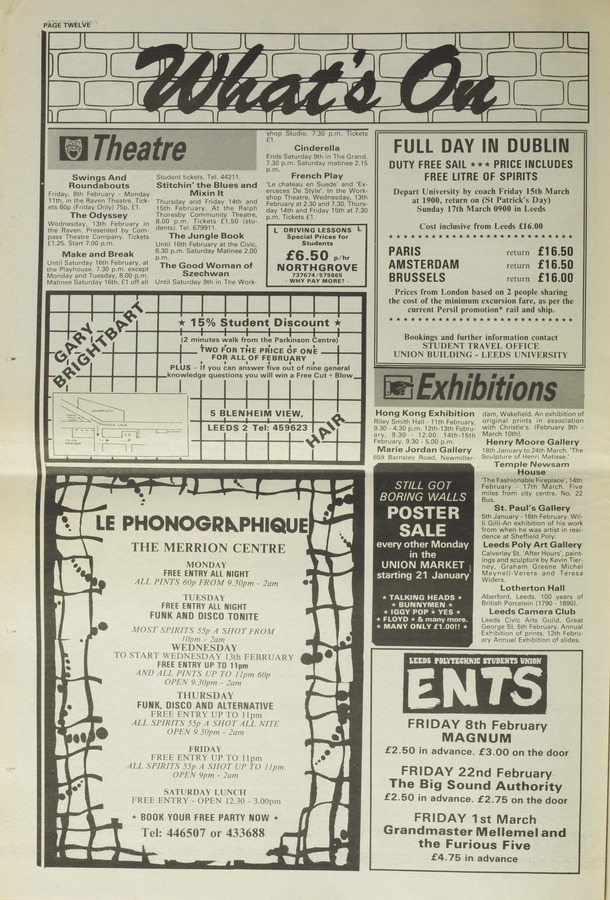 PAGE TWELVE
What's On
Theatre
Swings And
Roundabouts
Friday, 8th February - Monday
11th, in the Raven Theatre. Tick-
ets 60p (Friday Only) 75p, £1.
The Odyssey
Wednesday, 13th February in
the Raven. Presented by Com-
pass Theatre Company. Tickets
£1.25. Start 7.00 p.m.
Make and Break
Until Saturday 16th February, at
the Playhouse. 7.30 p.m. except
Monday and Tuesday, 8.00 p.m.
Matinee Saturday 16th. £1 off all
Student tickets. Tel. 44211.
Stitchin' the Blues and
Mixin It
Thursday and Friday 14th and
15th February. At the Ralph
Thoresby Community Theatre,
8.00 p.m. Tickets £1.50 (stu-
dents). Tel. 679911.
The Jungle Book
Until 16th February at the Civic,
6.30 p.m. Saturday Matinee 2.00
p.m.
The Good Woman of
Szechwan
Until Saturday 9th in The Work-
shop Studio. 7.30 p.m. Tickets
£1.
Cinderella
Ends Saturday 9th in The Grand.
7.30 p.m. Saturday matinee 2.15
p.m.
French Play
'Le chateau en Suede' and 'Ex-
erceces De Style'. In the Work-
shop Theatre, Wednesday, 13th
February at 2.30 and 7.30. Thurs-
day 14th and Friday 15th at 7.30
p.m. Tickets £1.
L DRIVING LESSONS L
Special Prices for
Students
£6.50 p/hr
NORTHGROVE
737674/579865
- WHY PAY MORE? -
FULL DAY IN DUBLIN
DUTY FREE SAIL ★★★ PRICE INCLUDES
FREE LITRE OF SPIRITS
Depart University by coach Friday 15th March
at 1900, return on (St Patrick's Day)
Sunday 17th March 0900 in Leeds
Cost inclusive from Leeds £16.00
PARIS return £16.50
AMSTERDAM return £16.50
BRUSSELS return £16.00
Prices from London based on 2 people sharing
the cost of the minimum excursion fare, as per the
current Persil promotion* rail and ship.
Bookings and further information contact
STUDENT TRAVEL OFFICE
UNION BUILDING - LEEDS UNIVERSITY
GARY
BRIGHTBART
★ 15% Student Discount ★
(2 minutes walk from the Parkinson Centre)
TWO FOR THE PRICE OF ONE
FOR ALL OF FEBRUARY
PLUS - If you can answer five out of nine general
knowledge questions you will win a Free Cut + Blow
5 BLENHEIM VIEW,
LEEDS 2 Tel: 459623
HAIR
Exhibitions
Hong Kong Exhibition
Riley Smith Hall - 11th February,
9.30 - 4.30 p.m. 12th-13th Febru-
ary, 9.30 - 12.00. 14th-15th
February, 9.30 - 5.00 p.m.
Marie Jordan Gallery
659 Barnsley Road, Newmiller-
dam, Wakefield. An exhibition of
original prints in association
with Christie's. (February 9th -
March 10th).
Henry Moore Gallery
18th January to 24th March. 'The
Sculpture of Henri Matisse.'
Temple Newsam
House
'The Fashionable Fireplace', 14th
February - 17th March. Five
miles from city centre. No. 22
Bus.
St. Paul's Gallery
5th January - 16th February. Wil-
li Gilli-An exhibition of his work
from when he was artist in resi-
dence at Sheffield Poly.
Leeds Poly Art Gallery
Calverley St. 'After Hours', paint-
ings and sculpture by Kevin Tier-
ney, Graham Greene Michel
Meynell-Verers and Teresa
Widers.
Lotherton Hall
Aberford, Leeds. 100 years of
British Porcelein (1790 - 1890).
Leeds Camera Club
Leeds Civic Arts Guild, Great
George St. 5th February. Annual
Exhibition of prints. 12th Febru-
ary Annual Exhibition of slides.
STILL GOT
BORING WALLS
POSTER
SALE
every other Monday
in the
UNION MARKET
starting 21 January
★ TALKING HEADS ★
★ BUNNYMEN ★
★ IGGY POP ★ YES ★
★ FLOYD ★ & many more.
★ MANY ONLY £1.00!! ★
LE PHONOGRAPHIQUE
THE MERRION CENTRE
MONDAY
FREE ENTRY ALL NIGHT
ALL PINTS 60p FROM 9.30pm - 2am
TUESDAY
FREE ENTRY ALL NIGHT
FUNK AND DISCO TONITE
MOST SPIRITS 55p A SHOT FROM
10pm - 2am
WEDNESDAY
TO START WEDNESDAY 13th FEBRUARY
FREE ENTRY UP TO 11pm
AND ALL PINTS UP TO 11pm 60p
OPEN 9.30pm - 2am
THURSDAY
FUNK, DISCO AND ALTERNATIVE
FREE ENTRY UP TO 11pm
ALL SPIRITS 55p A SHOT ALL NITE
OPEN 9.30pm - 2am
FRIDAY
FREE ENTRY UP TO 11pm
ALL SPIRITS 55p A SHOT UP TO 11pm
OPEN 9pm - 2am
SATURDAY LUNCH
FREE ENTRY - OPEN 12.30 - 3.00pm
★ BOOK YOUR FREE PARTY NOW ★
Tel: 446507 or 433688
LEEDS POLYTECHNIC STUDENTS UNION
ENTS
FRIDAY 8th February
MAGNUM
£2.50 in advance. £3.00 on the door
FRIDAY 22nd February
The Big Sound Authority
£2.50 in advance. £2.75 on the door
FRIDAY 1st March
Grandmaster Mellemel and
the Furious Five
£4.75 in advance